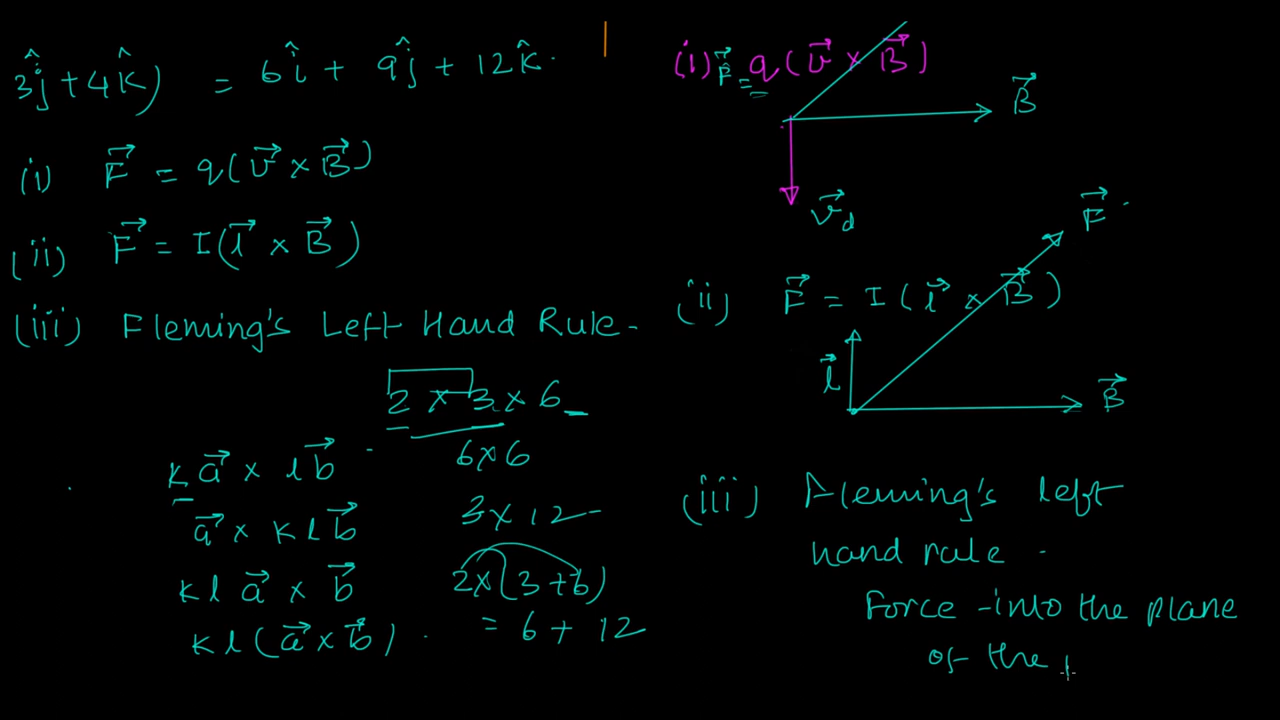 3ĵ + 4k̂) = 6î + 9ĵ + 12k̂.
(i) F⃗ = q(v⃗ × B⃗)
(ii) F⃗ = I(l⃗ × B⃗)
(iii) Fleming's Left Hand Rule.
2 × 3 × 6
6×6
k a⃗ × l b⃗
3×12
a⃗ × k l b⃗
2×(3+6)
k l a⃗ × b⃗
= 6 + 12
k l (a⃗ × b⃗).
(i) F⃗ = q(v⃗ × B⃗)
B⃗
v⃗d
F⃗
(ii) F⃗ = I(l⃗ × B⃗)
l⃗
B⃗
(iii) Fleming's left
hand rule.
Force -into the plane
of the